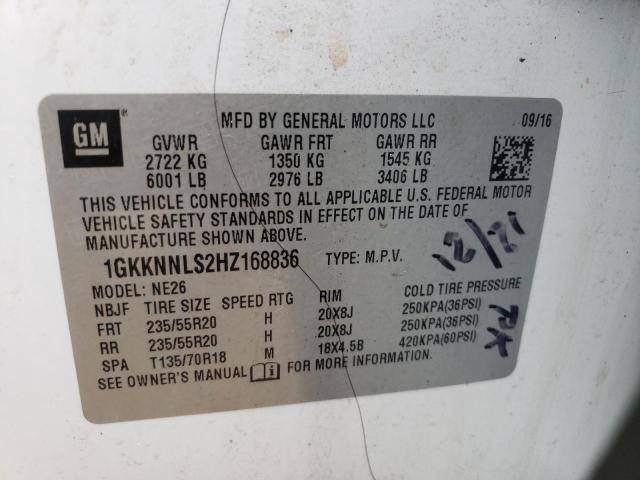 GM
®
MFD BY GENERAL MOTORS LLC 09/16
GVWR GAWR FRT GAWR RR
2722 KG 1350 KG 1545 KG
6001 LB 2976 LB 3406 LB
THIS VEHICLE CONFORMS TO ALL APPLICABLE U.S. FEDERAL MOTOR
VEHICLE SAFETY STANDARDS IN EFFECT ON THE DATE OF
MANUFACTURE SHOWN ABOVE.
1GKKNNLS2HZ168836 TYPE: M.P.V.
MODEL: NE26
NBJF TIRE SIZE SPEED RTG RIM COLD TIRE PRESSURE
FRT 235/55R20 H 20X8J 250KPA(36PSI)
RR 235/55R20 H 20X8J 250KPA(36PSI)
SPA T135/70R18 M 18X4.5B 420KPA(60PSI)
SEE OWNER'S MANUAL FOR MORE INFORMATION.